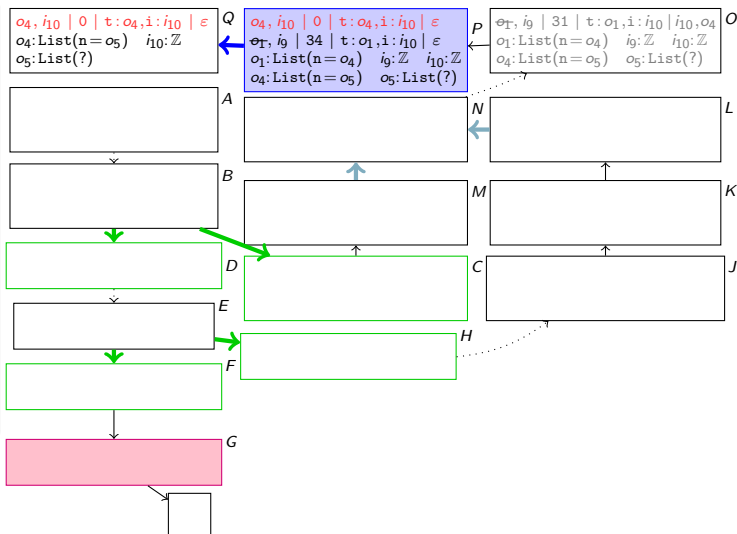 o₄, i₁₀ | 0 | t:o₄,i:i₁₀ | ε
o₄:List(n=o₅) i₁₀:ℤ
o₅:List(?)
Q
o₄, i₁₀ | 0 | t:o₄,i:i₁₀ | ε
o₁, i₉ | 34 | t:o₁,i:i₁₀ | ε
o₁:List(n=o₄) i₉:ℤ i₁₀:ℤ
o₄:List(n=o₅) o₅:List(?)
P
o₁, i₉ | 31 | t:o₁,i:i₁₀ | i₁₀,o₄
o₁:List(n=o₄) i₉:ℤ i₁₀:ℤ
o₄:List(n=o₅) o₅:List(?)
O
A
N
L
B
M
K
D
C
J
E
H
F
G